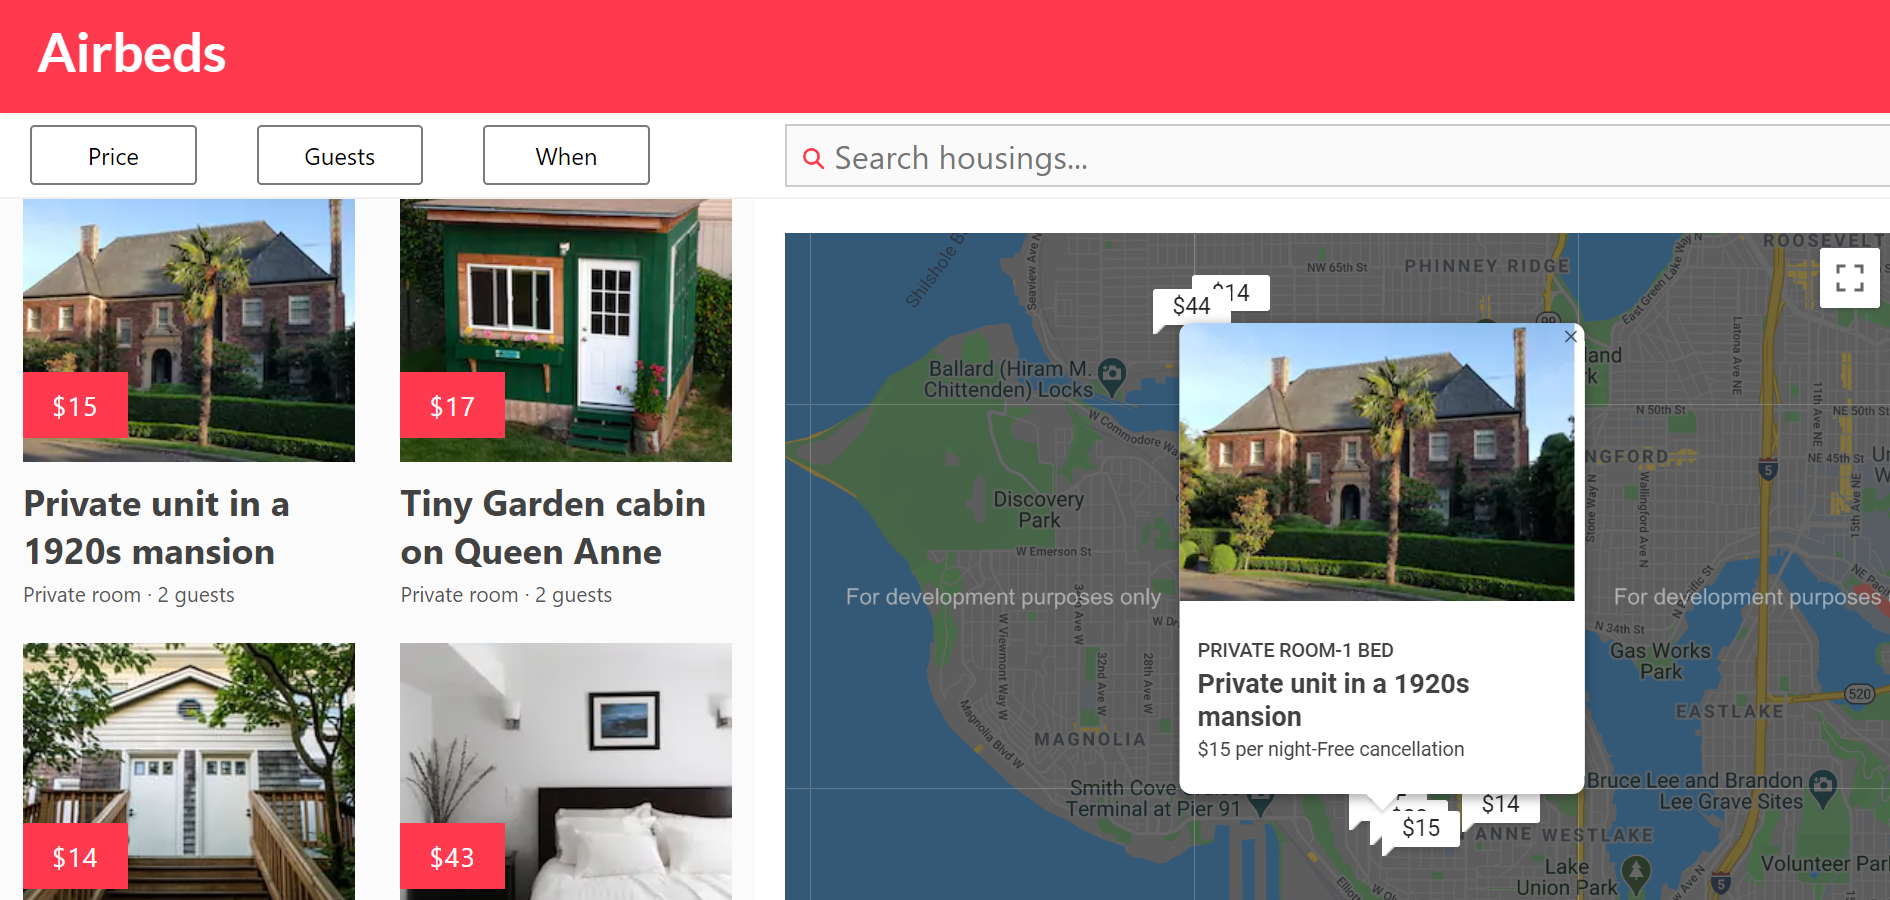 Airbeds
Price
Guests
When
Search housings...
$15
$17
Private unit in a
1920s mansion
Private room · 2 guests
Tiny Garden cabin
on Queen Anne
Private room · 2 guests
$14
$43
Shilshole
Seaview Ave N
NW 65th St
PHINNEY RIDGE
ROOSEVELT
East Green Lake Way N
$14
$44
99
Latona Ave NE
Ballard (Hiram M.
Chittenden) Locks
W Commodore Way
N 50th St
11th Ave NE
NE 50th St
NE 45th St
15th Ave NE
5
Stone Way N
Wallingford Ave N
Discovery
Park
W Emerson St
For development purposes only
For development purposes
34th Ave W
W Viewmont Way W
32nd Ave W
28th Ave W
Magnolia Blvd W
MAGNOLIA
N Pacific St
N 34th St
Gas Works
Park
520
EASTLAKE
PRIVATE ROOM-1 BED
Private unit in a 1920s
mansion
$15 per night-Free cancellation
Smith Cove Cruise
Terminal at Pier 91
$14
$15
ANNE
WESTLAKE
Bruce Lee and Brandon
Lee Grave Sites
Lake
Union Park
5
Volunteer Park